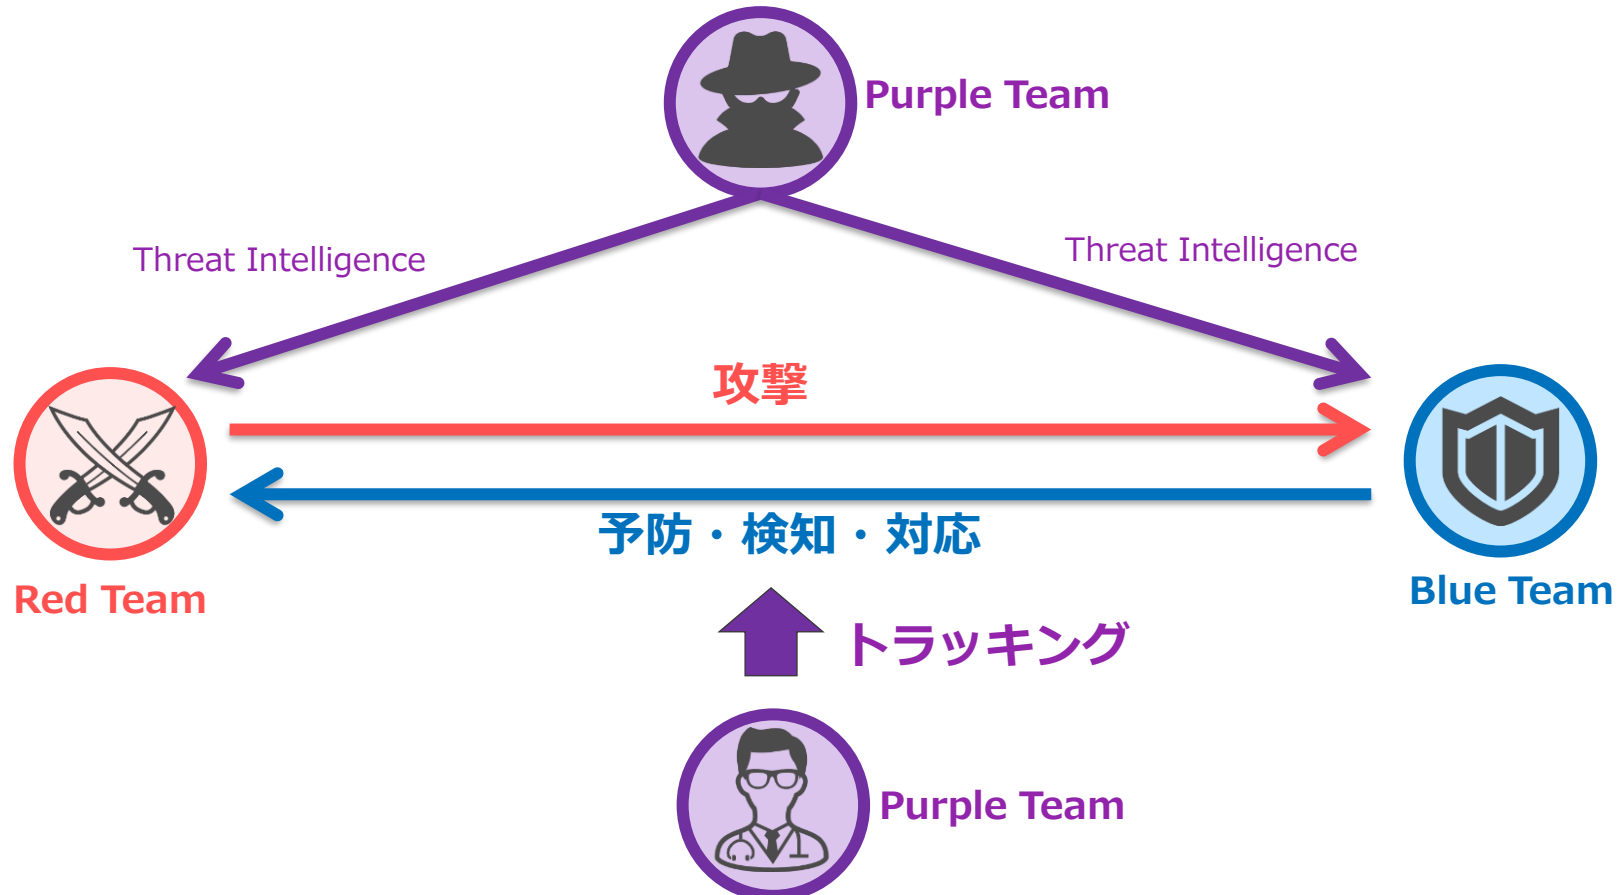 Purple Team
Threat Intelligence
Threat Intelligence
攻撃
予防・検知・対応
Red Team
Blue Team
トラッキング
Purple Team